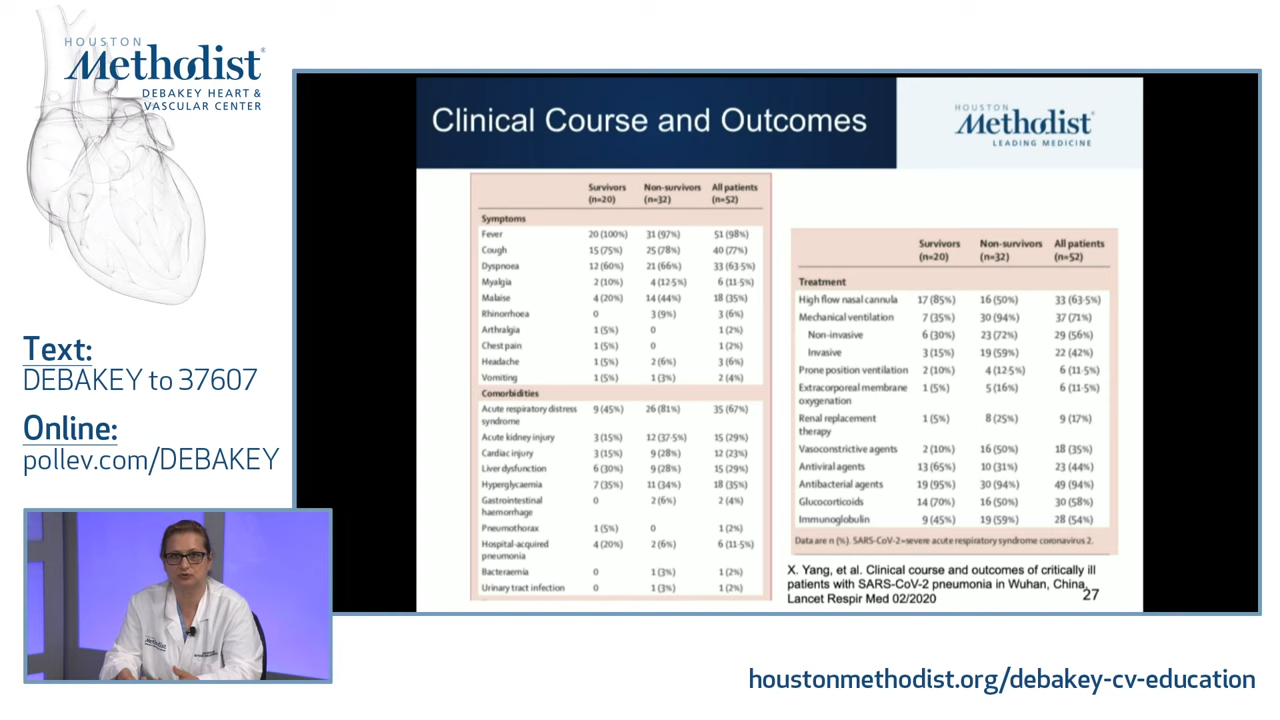 HOUSTON
Methodist®
DEBAKEY HEART &
VASCULAR CENTER
Text:
DEBAKEY to 37607
Online:
pollev.com/DEBAKEY
Clinical Course and Outcomes
HOUSTON
Methodist
LEADING MEDICINE
Survivors Non-survivors All patients
(n=20) (n=32) (n=52)
Symptoms
Fever 20 (100%) 31 (97%) 51 (98%)
Cough 15 (75%) 25 (78%) 40 (77%)
Dyspnoea 12 (60%) 21 (66%) 33 (63·5%)
Myalgia 2 (10%) 4 (12·5%) 6 (11·5%)
Malaise 4 (20%) 14 (44%) 18 (35%)
Rhinorrhoea 0 3 (9%) 3 (6%)
Arthralgia 1 (5%) 0 1 (2%)
Chest pain 1 (5%) 0 1 (2%)
Headache 1 (5%) 2 (6%) 3 (6%)
Vomiting 1 (5%) 1 (3%) 2 (4%)
Comorbidities
Acute respiratory distress 9 (45%) 26 (81%) 35 (67%)
syndrome
Acute kidney injury 3 (15%) 12 (37·5%) 15 (29%)
Cardiac injury 3 (15%) 9 (28%) 12 (23%)
Liver dysfunction 6 (30%) 9 (28%) 15 (29%)
Hyperglycaemia 7 (35%) 11 (34%) 18 (35%)
Gastrointestinal 0 2 (6%) 2 (4%)
haemorrhage
Pneumothorax 1 (5%) 0 1 (2%)
Hospital-acquired 4 (20%) 2 (6%) 6 (11·5%)
pneumonia
Bacteraemia 0 1 (3%) 1 (2%)
Urinary tract infection 0 1 (3%) 1 (2%)
Survivors Non-survivors All patients
(n=20) (n=32) (n=52)
Treatment
High flow nasal cannula 17 (85%) 16 (50%) 33 (63·5%)
Mechanical ventilation 7 (35%) 30 (94%) 37 (71%)
Non-invasive 6 (30%) 23 (72%) 29 (56%)
Invasive 3 (15%) 19 (59%) 22 (42%)
Prone position ventilation 2 (10%) 4 (12·5%) 6 (11·5%)
Extracorporeal membrane 1 (5%) 5 (16%) 6 (11·5%)
oxygenation
Renal replacement 1 (5%) 8 (25%) 9 (17%)
therapy
Vasoconstrictive agents 2 (10%) 16 (50%) 18 (35%)
Antiviral agents 13 (65%) 10 (31%) 23 (44%)
Antibacterial agents 19 (95%) 30 (94%) 49 (94%)
Glucocorticoids 14 (70%) 16 (50%) 30 (58%)
Immunoglobulin 9 (45%) 19 (59%) 28 (54%)
Data are n (%). SARS-CoV-2=severe acute respiratory syndrome coronavirus 2.
X. Yang, et al. Clinical course and outcomes of critically ill
patients with SARS-CoV-2 pneumonia in Wuhan, China,
Lancet Respir Med 02/2020
27
Methodist
houstonmethodist.org/debakey-cv-education